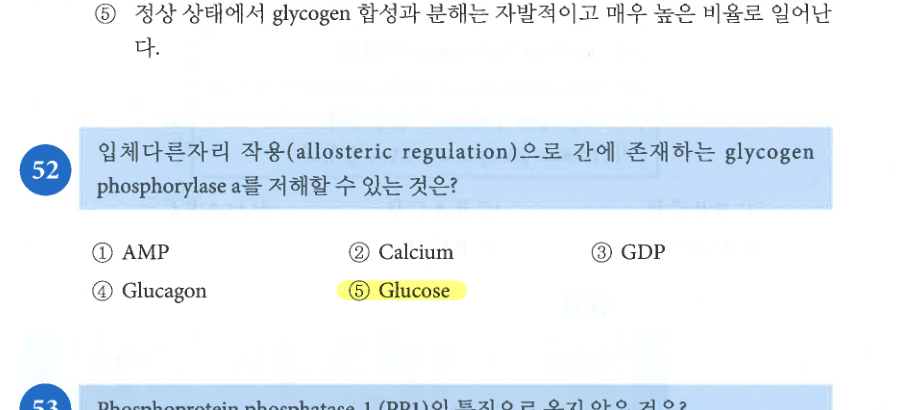 ⑤ 정상 상태에서 glycogen 합성과 분해는 자발적이고 매우 높은 비율로 일어난
다.
52 입체다른자리 작용(allosteric regulation)으로 간에 존재하는 glycogen
phosphorylase a를 저해할 수 있는 것은?
① AMP ② Calcium ③ GDP
④ Glucagon ⑤ Glucose
53 Phosphoprotein phosphatase-1 (PP1)의 특징으로 옳지 않은 것은?